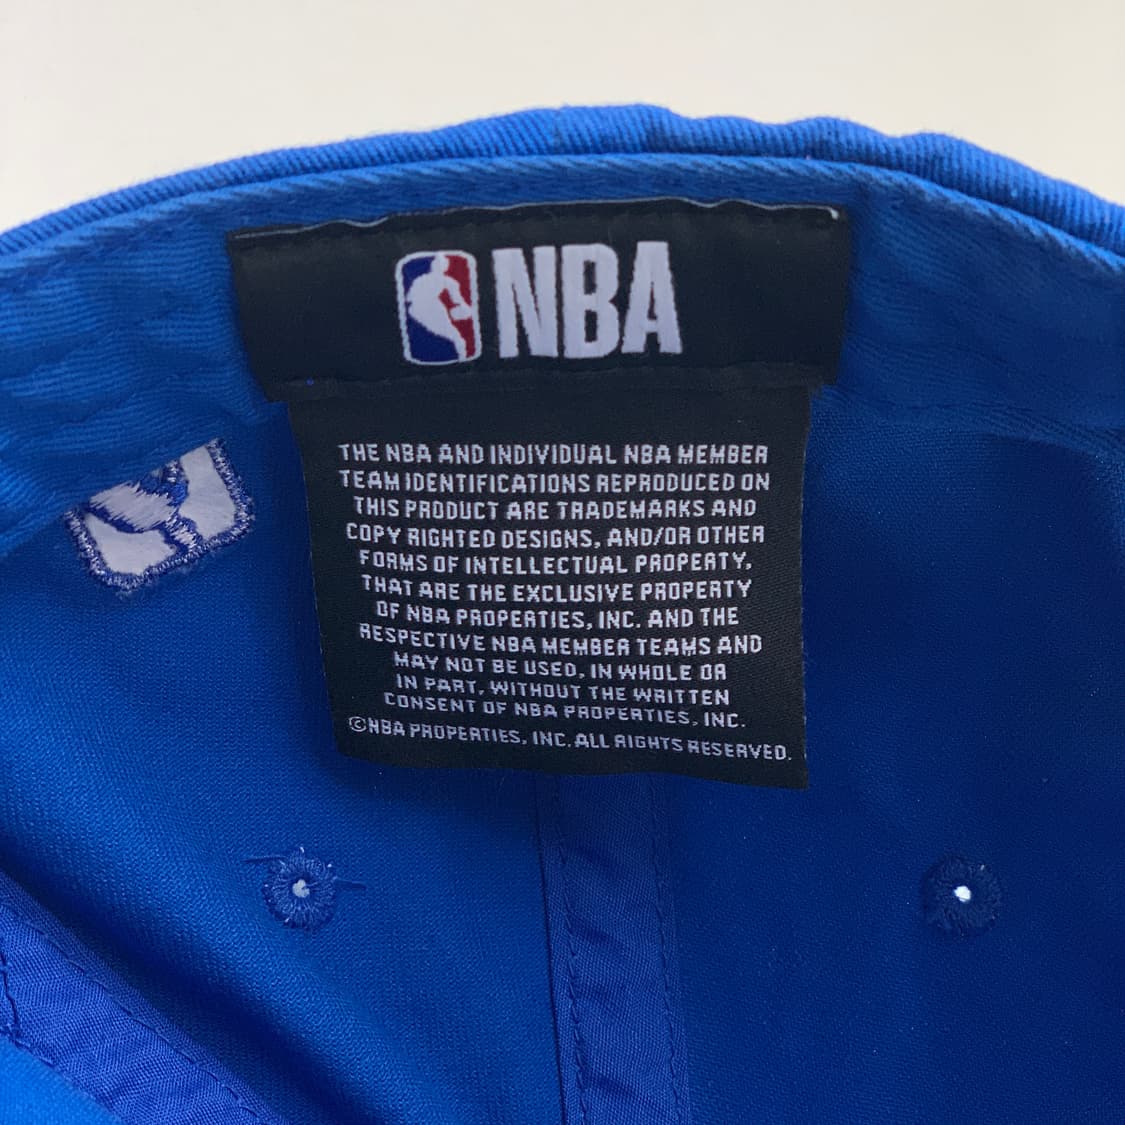 NBA
THE NBA AND INDIVIDUAL NBA MEMBER
TEAM IDENTIFICATIONS REPRODUCED ON
THIS PRODUCT ARE TRADEMARKS AND
COPY RIGHTED DESIGNS, AND/OR OTHER
FORMS OF INTELLECTUAL PROPERTY,
THAT ARE THE EXCLUSIVE PROPERTY
OF NBA PROPERTIES, INC. AND THE
RESPECTIVE NBA MEMBER TEAMS AND
MAY NOT BE USED, IN WHOLE OR
IN PART, WITHOUT THE WRITTEN
CONSENT OF NBA PROPERTIES, INC.
©NBA PROPERTIES, INC. ALL RIGHTS RESERVED.